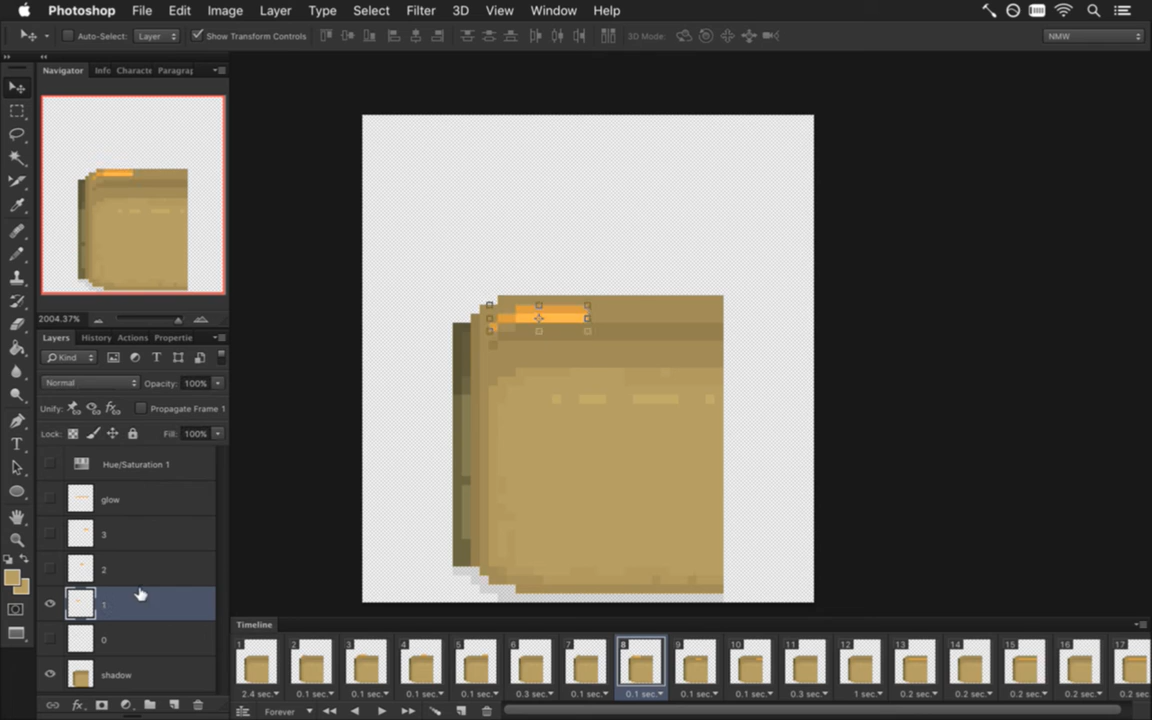 Photoshop File Edit Image Layer Type Select Filter 3D View Window Help
Auto-Select: Layer Show Transform Controls 3D Mode: NMW
Navigator Info Characte Paragrap
2004.37%
Layers History Actions Propertie
Kind
Normal Opacity: 100%
Unify: Propagate Frame 1
Lock: Fill: 100%
Hue/Saturation 1
glow
3
2
1
0
shadow
Timeline
1 2 3 4 5 6 7 8 9 10 11 12 13 14 15 16 17
2.4 sec. 0.1 sec. 0.1 sec. 0.1 sec. 0.1 sec. 0.3 sec. 0.1 sec. 0.1 sec. 0.1 sec. 0.1 sec. 0.3 sec. 1 sec. 0.2 sec. 0.2 sec. 0.2 sec. 0.2 sec. 0.2 sec
Forever